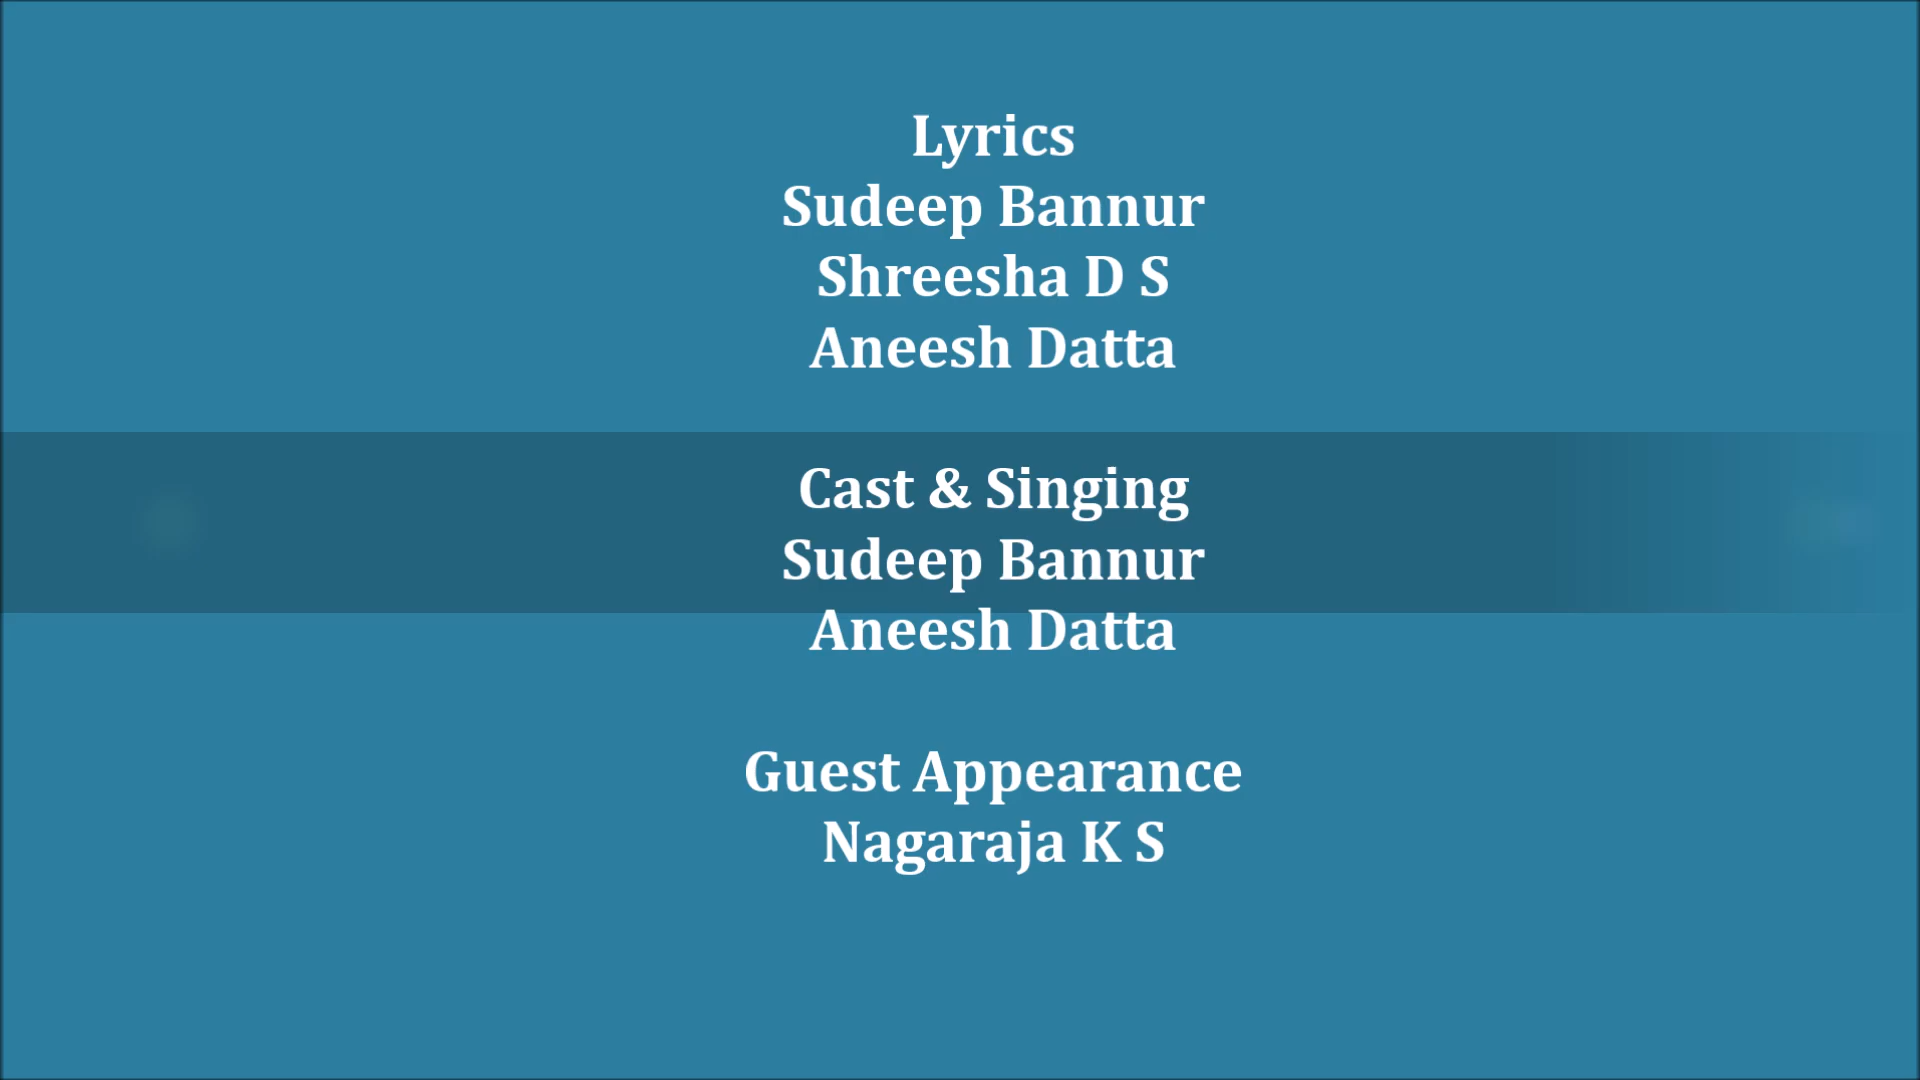 Lyrics
Sudeep Bannur
Shreesha D S
Aneesh Datta
Cast & Singing
Sudeep Bannur
Aneesh Datta
Guest Appearance
Nagaraja K S